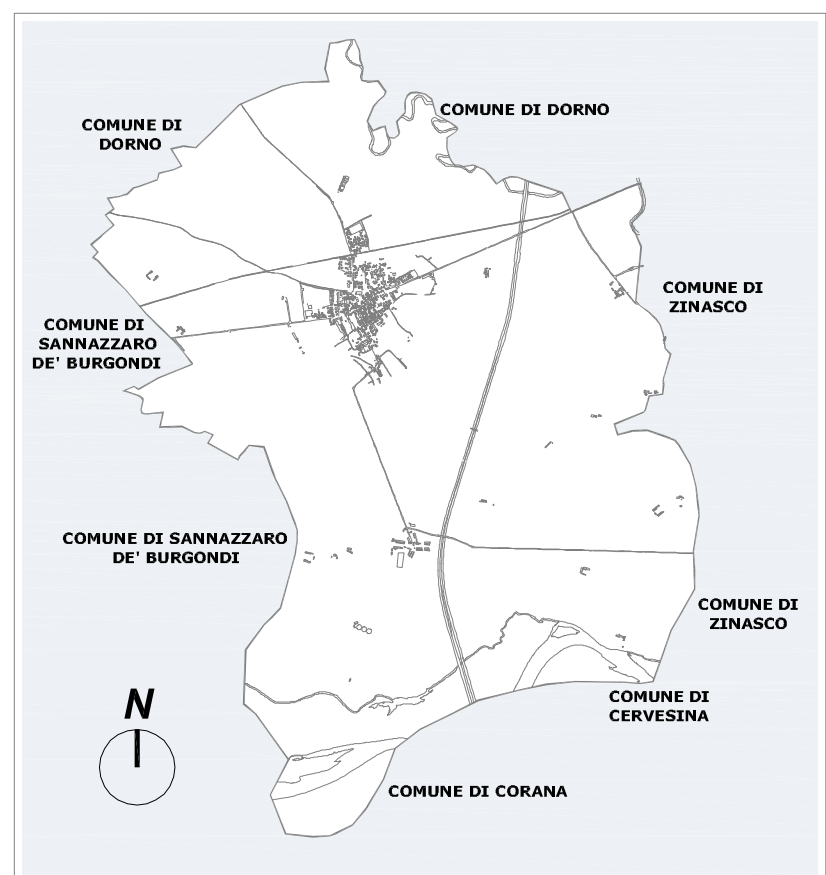 COMUNE DI DORNO
COMUNE DI
DORNO
COMUNE DI
ZINASCO
COMUNE DI
SANNAZZARO
DE' BURGONDI
COMUNE DI SANNAZZARO
DE' BURGONDI
COMUNE DI
ZINASCO
N
COMUNE DI
CERVESINA
COMUNE DI CORANA